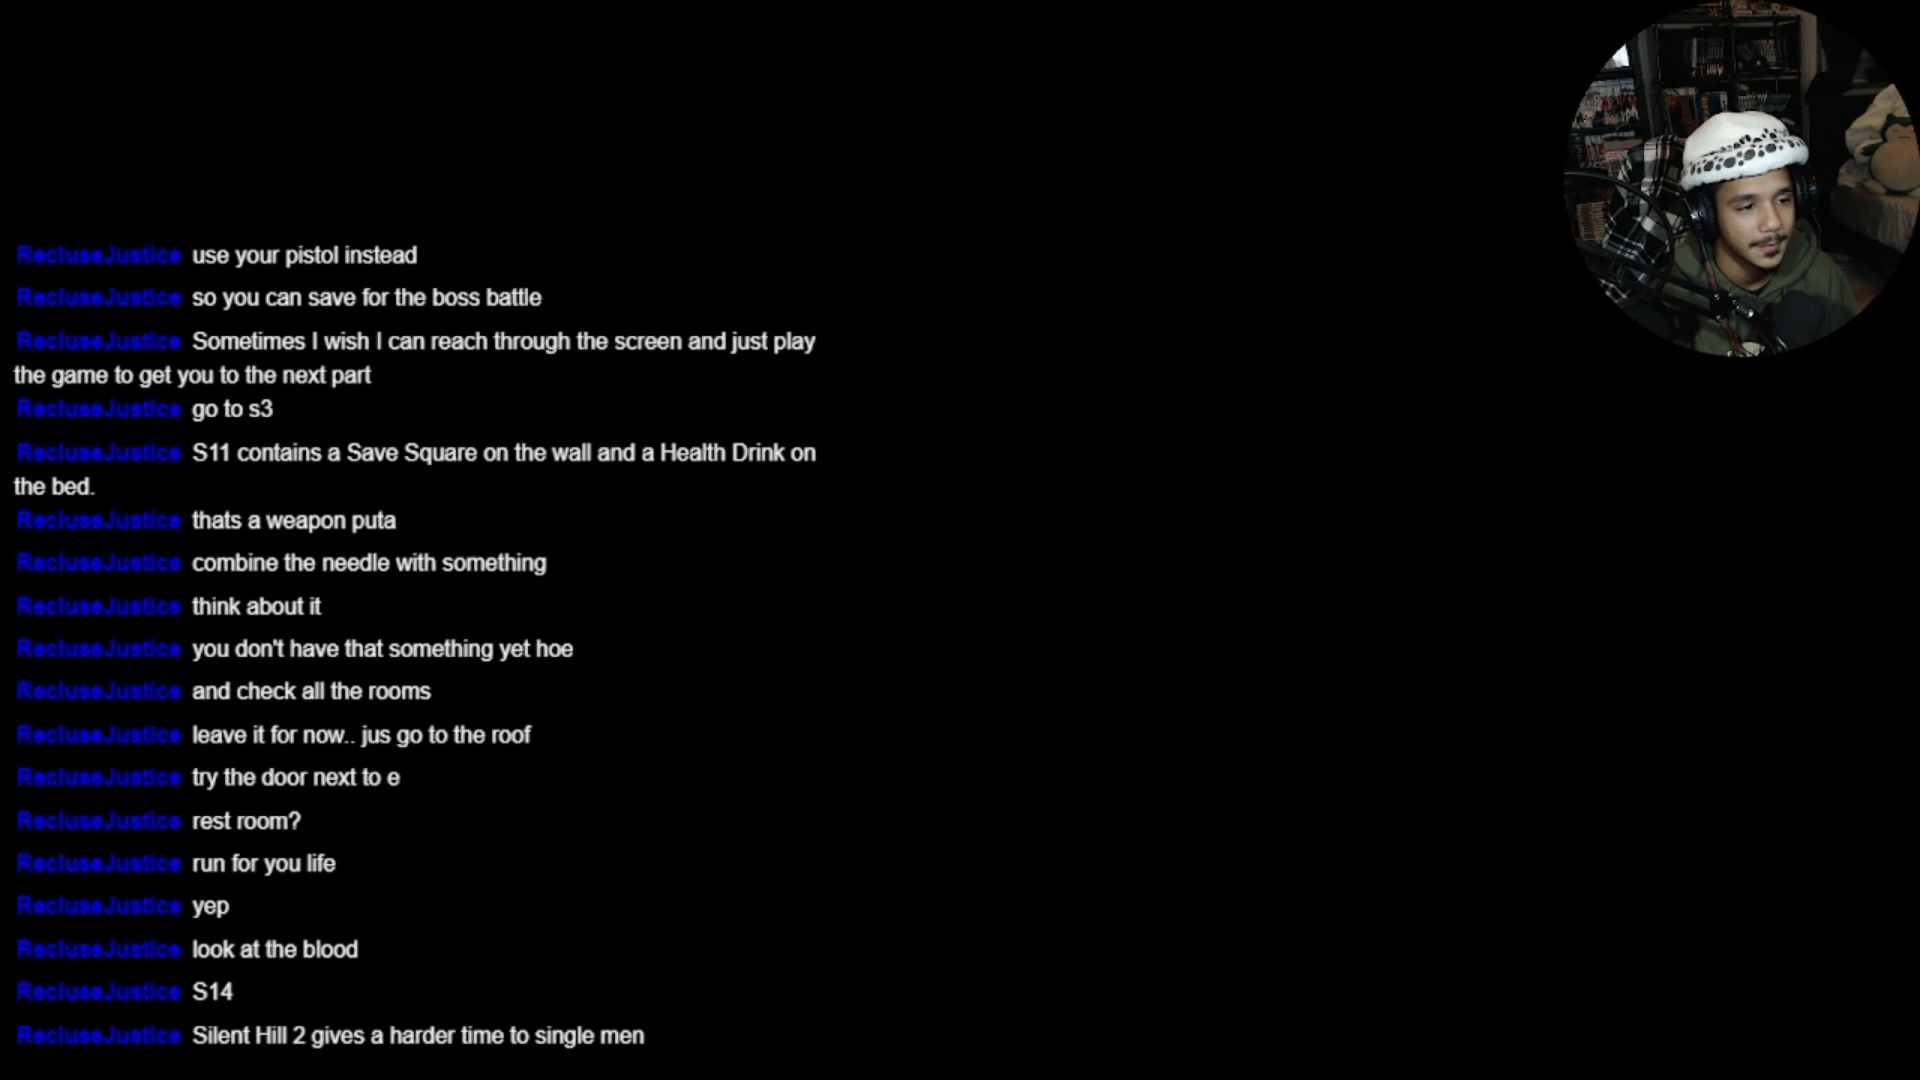 RecluseJustice use your pistol instead
RecluseJustice so you can save for the boss battle
RecluseJustice Sometimes I wish I can reach through the screen and just play
the game to get you to the next part
RecluseJustice go to s3
RecluseJustice S11 contains a Save Square on the wall and a Health Drink on
the bed.
RecluseJustice thats a weapon puta
RecluseJustice combine the needle with something
RecluseJustice think about it
RecluseJustice you don't have that something yet hoe
RecluseJustice and check all the rooms
RecluseJustice leave it for now.. jus go to the roof
RecluseJustice try the door next to e
RecluseJustice rest room?
RecluseJustice run for you life
RecluseJustice yep
RecluseJustice look at the blood
RecluseJustice S14
RecluseJustice Silent Hill 2 gives a harder time to single men